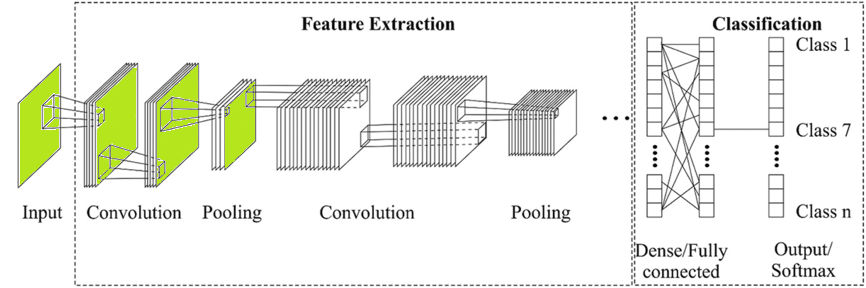 Feature Extraction
Classification
Class 1
Class 7
Class n
Input
Convolution
Pooling
Convolution
Pooling
Dense/Fully
connected
Output/
Softmax